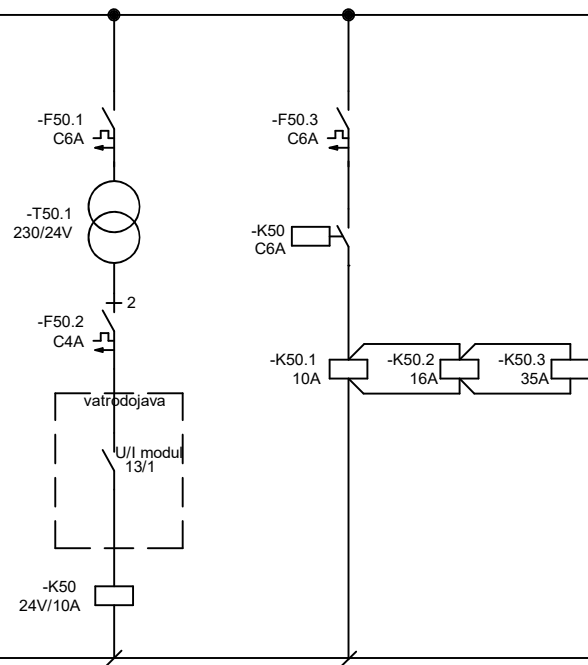 -F50.1
C6A
-T50.1
230/24V
2
-F50.2
C4A
vatrodojava
U/I modul
13/1
-K50
24V/10A
-F50.3
C6A
-K50
C6A
-K50.1
10A
-K50.2
16A
-K50.3
35A